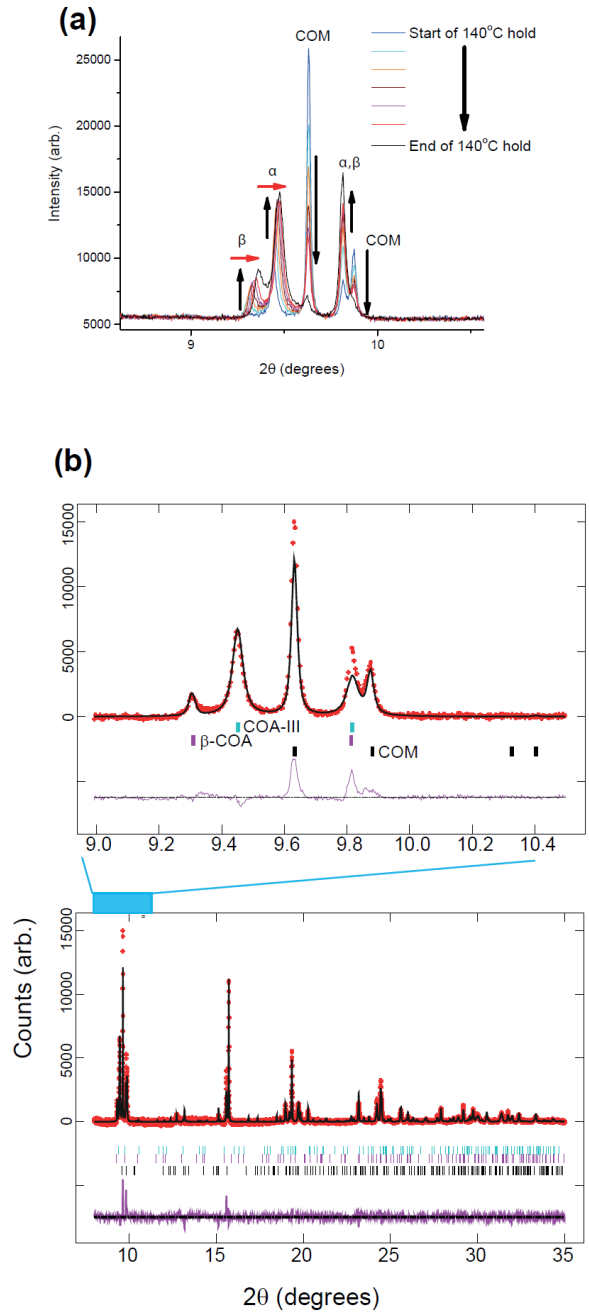 (a)
COM
Start of 140°C hold
End of 140°C hold
α
α,β
β
COM
25000
20000
15000
10000
5000
Intensity (arb.)
9
10
2θ (degrees)
(b)
15000
10000
5000
0
COA-III
β-COA
COM
9.0
9.2
9.4
9.6
9.8
10.0
10.2
10.4
15000
10000
5000
0
Counts (arb.)
10
15
20
25
30
35
2θ (degrees)